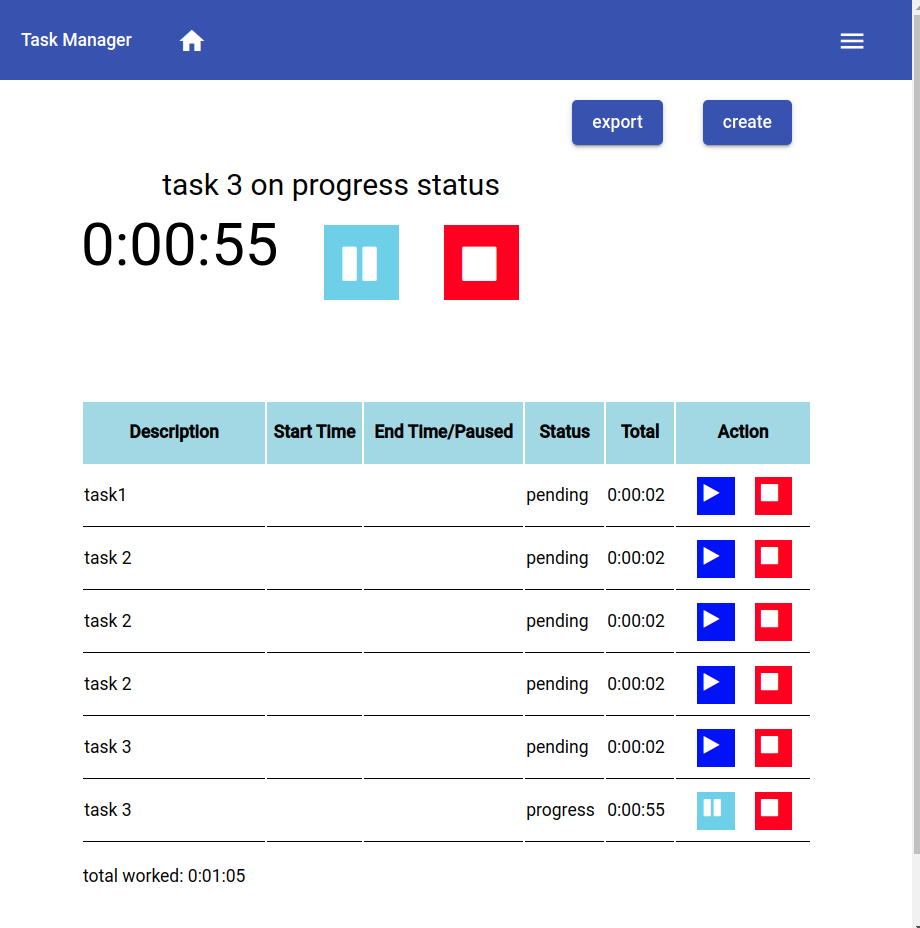 Task Manager
export create
task 3 on progress status
0:00:55
Description Start Time End Time/Paused Status Total Action
task1 pending 0:00:02
task 2 pending 0:00:02
task 2 pending 0:00:02
task 2 pending 0:00:02
task 3 pending 0:00:02
task 3 progress 0:00:55
total worked: 0:01:05